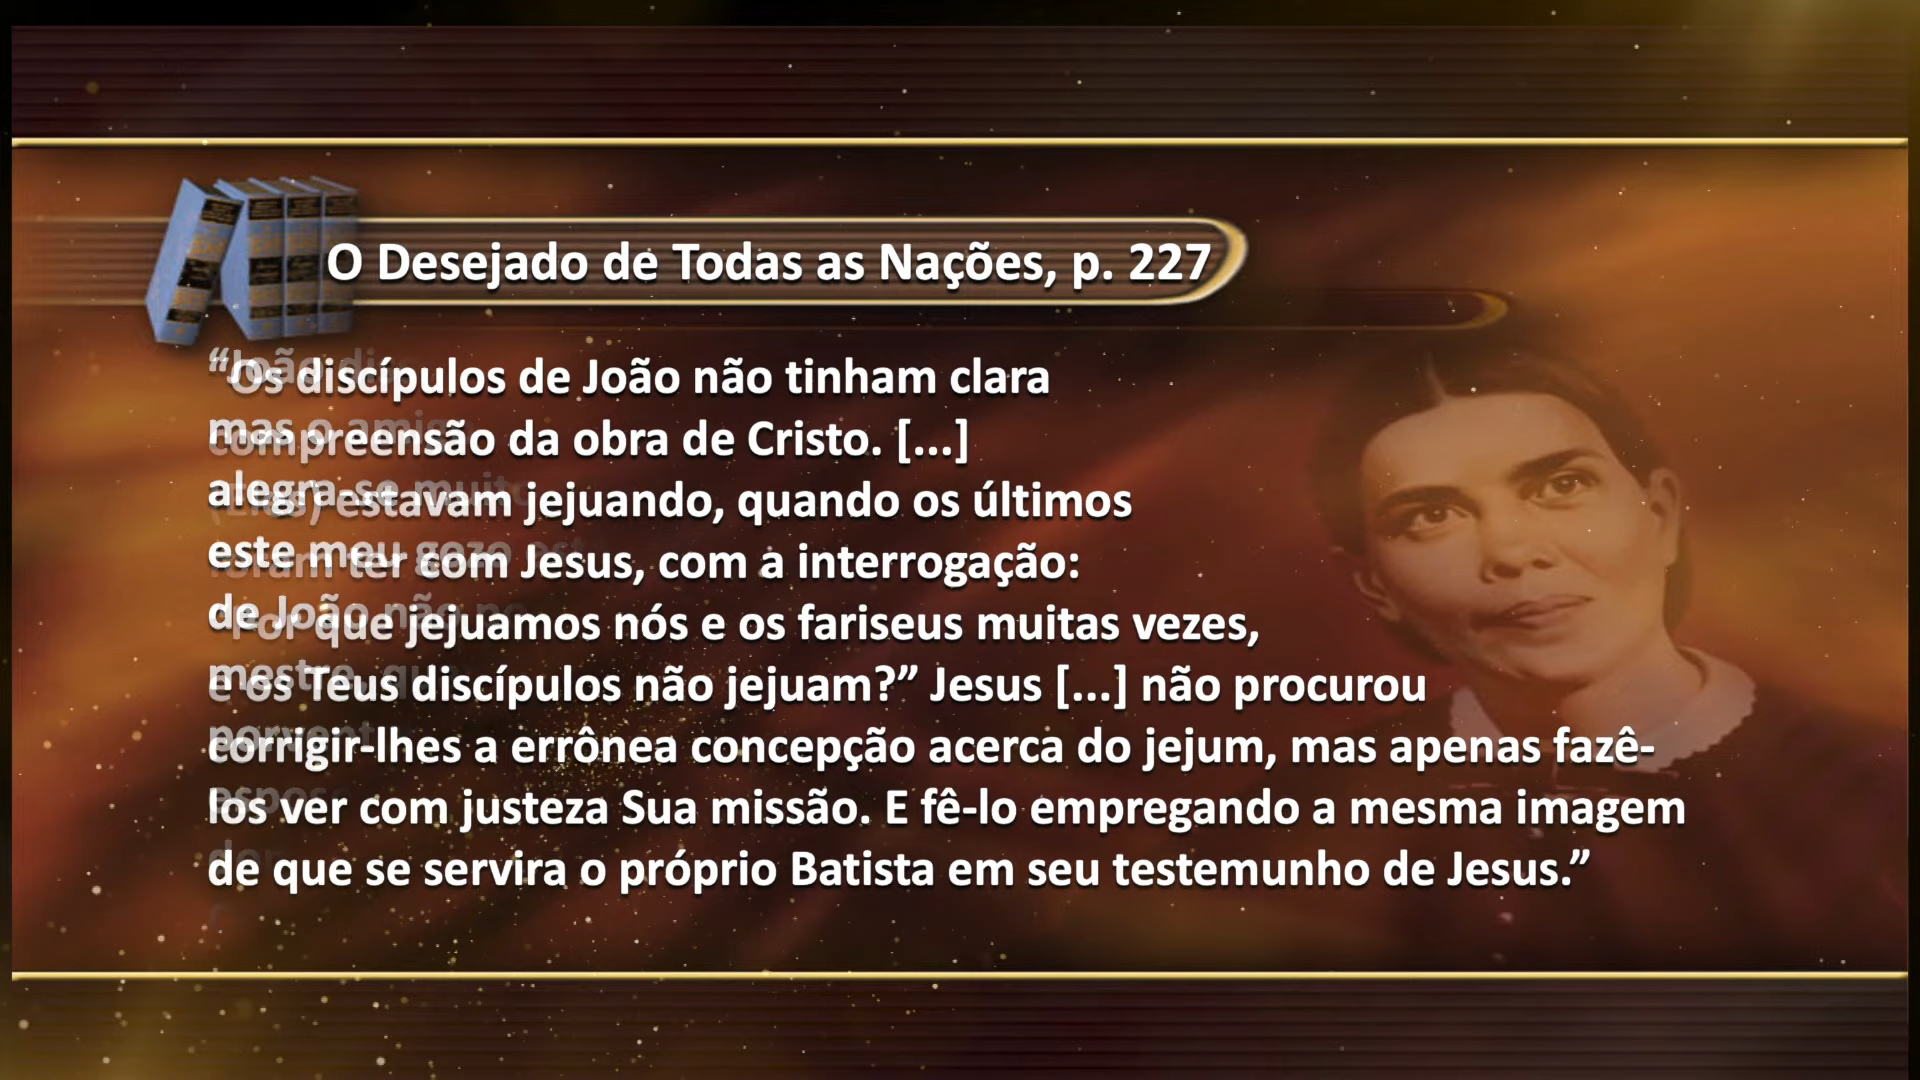 O Desejado de Todas as Nações, p. 227
“Os discípulos de João não tinham clara
compreensão da obra de Cristo. [...]
(Eles) estavam jejuando, quando os últimos
foram ter com Jesus, com a interrogação:
“Por que jejuamos nós e os fariseus muitas vezes,
e os Teus discípulos não jejuam?” Jesus [...] não procurou
corrigir-lhes a errônea concepção acerca do jejum, mas apenas fazê-
los ver com justeza Sua missão. E fê-lo empregando a mesma imagem
de que se servira o próprio Batista em seu testemunho de Jesus.”